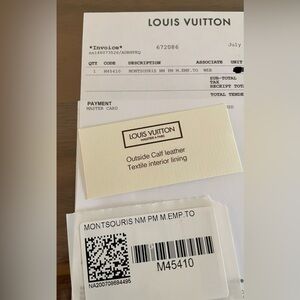 LOUIS VUITTON
*Invoice*
672086
July
QTY CODE DESCRIPTION ASSOCIATE UNIT
1 M45410 MONTSOURIS NM PM M.EMP.TO WEB
SUB-TOTAL
TAX
RECEIPT TOT
TOTAL TENDE
PAYMENT
MASTER CARD
LOUIS VUITTON
Outside Calf leather
Textile interior lining
MONTSOURIS NM PM M.EMP.TO
M45410
NA200708694495